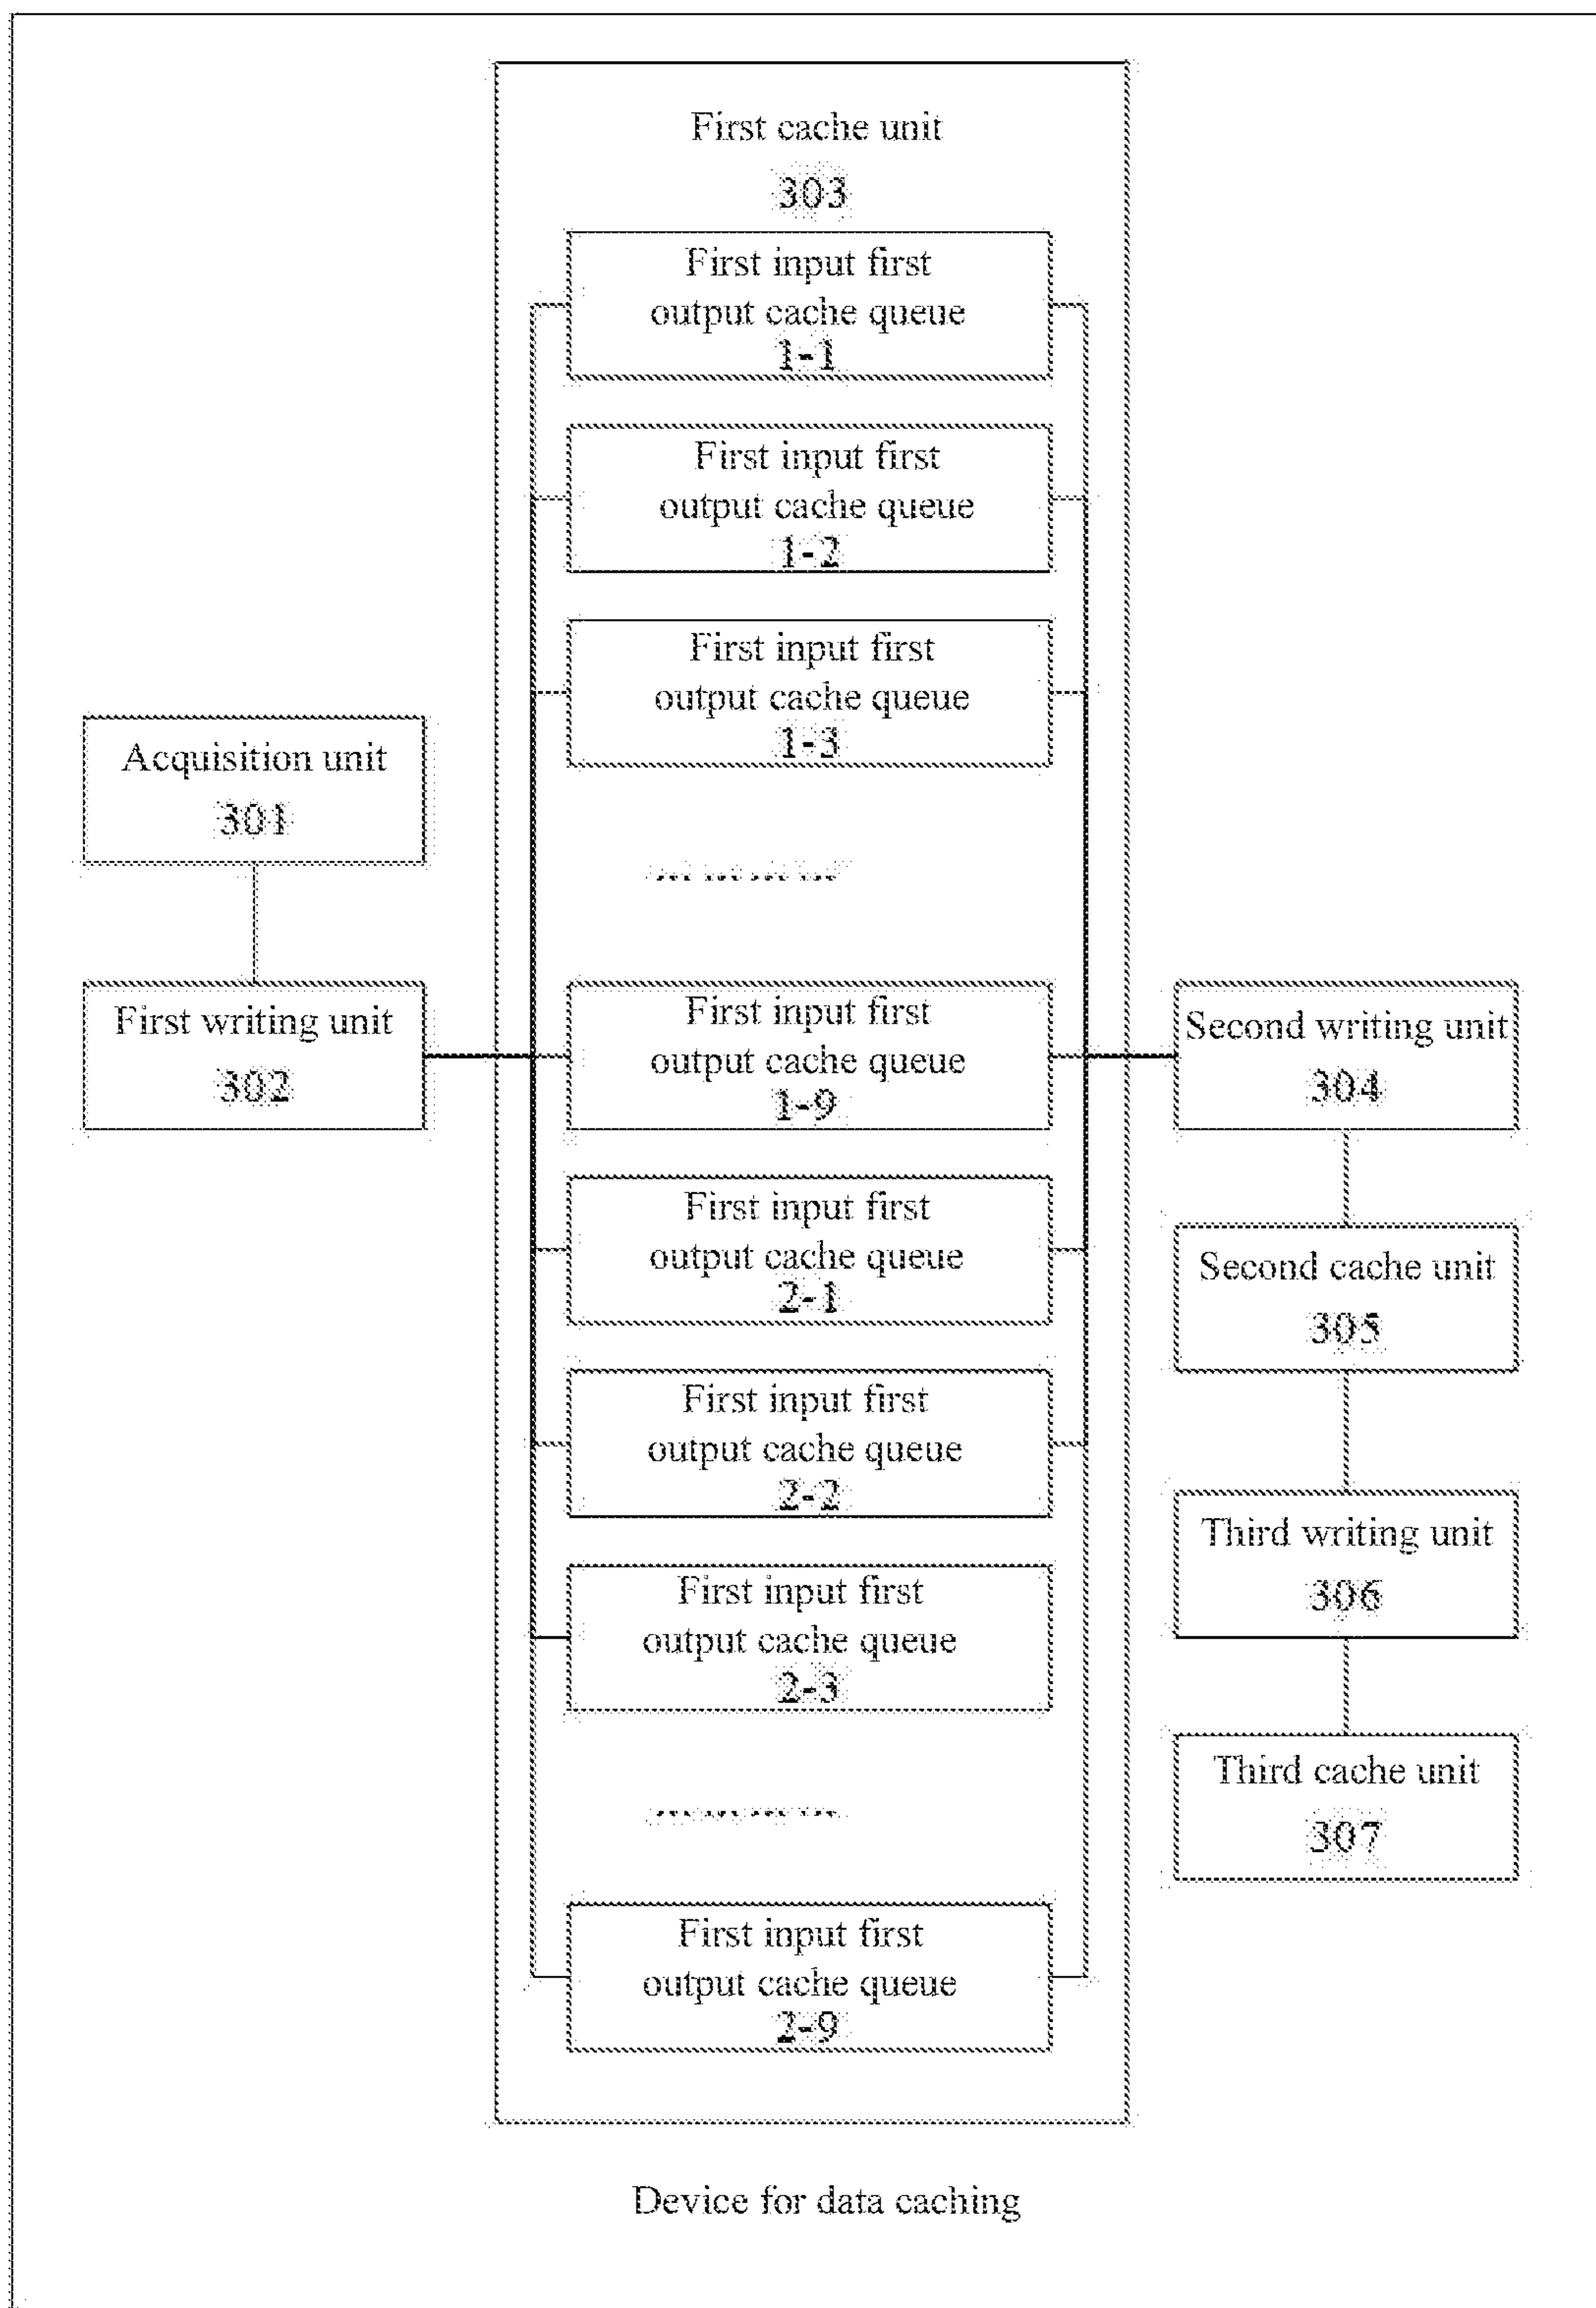 First cache unit
303
First input first
output cache queue
1-1
First input first
output cache queue
1-2
First input first
output cache queue
1-3
Acquisition unit
301
First writing unit
302
First input first
output cache queue
1-9
Second writing unit
304
First input first
output cache queue
2-1
Second cache unit
305
First input first
output cache queue
2-2
Third writing unit
306
First input first
output cache queue
2-3
Third cache unit
307
First input first
output cache queue
2-9
Device for data caching